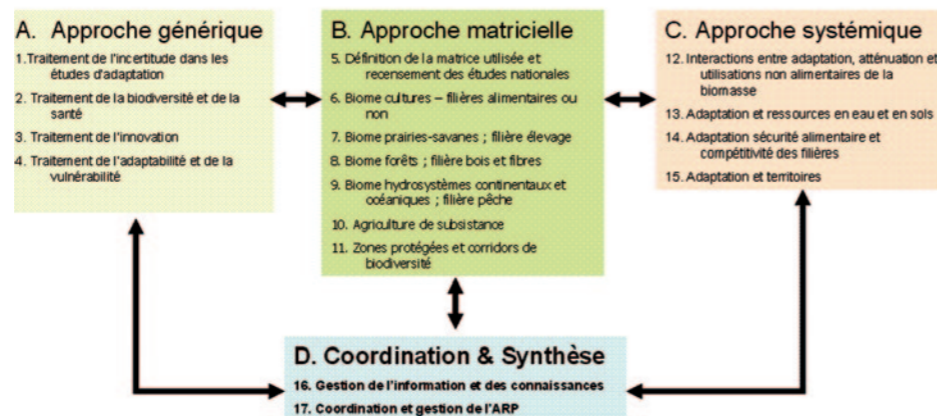 A. Approche générique
1.Traitement de l'incertitude dans les
études d'adaptation
2. Traitement de la biodiversité et de la
santé
3. Traitement de l'innovation
4. Traitement de l'adaptabilité et de la
vulnérabilité
B. Approche matricielle
5. Définition de la matrice utilisée et
recensement des études nationales
6. Biome cultures – filières alimentaires ou
non
7. Biome prairies-savanes ; filière élevage
8. Biome forêts ; filière bois et fibres
9. Biome hydrosystèmes continentaux et
océaniques ; filière pêche
10. Agriculture de subsistance
11. Zones protégées et corridors de
biodiversité
C. Approche systémique
12. Interactions entre adaptation, atténuation et
utilisations non alimentaires de la
biomasse
13. Adaptation et ressources en eau et en sols
14. Adaptation sécurité alimentaire et
compétitivité des filières
15. Adaptation et territoires
D. Coordination & Synthèse
16. Gestion de l'information et des connaissances
17. Coordination et gestion de l'ARP